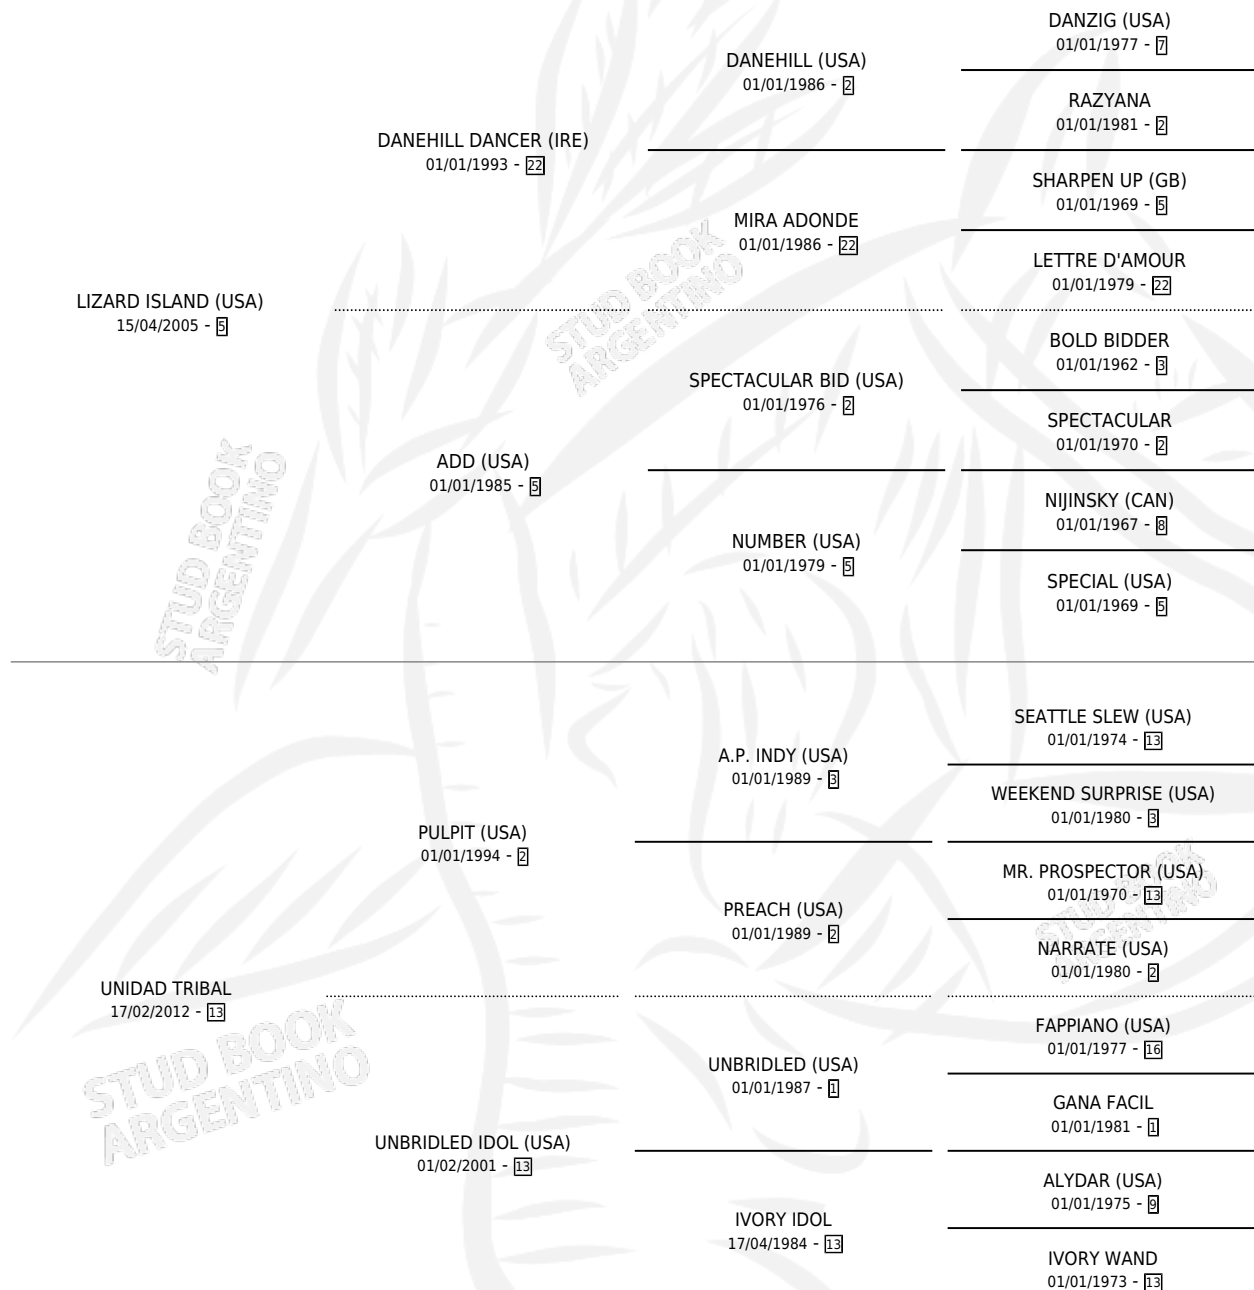 DANZIG (USA)
01/01/1977 - 7
DANEHILL (USA)
01/01/1986 - 2
RAZYANA
01/01/1981 - 2
DANEHILL DANCER (IRE)
01/01/1993 - 22
SHARPEN UP (GB)
01/01/1969 - 5
MIRA ADONDE
01/01/1986 - 22
LETTRE D'AMOUR
01/01/1979 - 22
LIZARD ISLAND (USA)
15/04/2005 - 5
BOLD BIDDER
01/01/1962 - 3
SPECTACULAR BID (USA)
01/01/1976 - 2
SPECTACULAR
01/01/1970 - 2
ADD (USA)
01/01/1985 - 5
NIJINSKY (CAN)
01/01/1967 - 8
NUMBER (USA)
01/01/1979 - 5
SPECIAL (USA)
01/01/1969 - 5
SEATTLE SLEW (USA)
01/01/1974 - 13
A.P. INDY (USA)
01/01/1989 - 3
WEEKEND SURPRISE (USA)
01/01/1980 - 3
PULPIT (USA)
01/01/1994 - 2
MR. PROSPECTOR (USA)
01/01/1970 - 13
PREACH (USA)
01/01/1989 - 2
NARRATE (USA)
01/01/1980 - 2
UNIDAD TRIBAL
17/02/2012 - 13
FAPPIANO (USA)
01/01/1977 - 16
UNBRIDLED (USA)
01/01/1987 - 1
GANA FACIL
01/01/1981 - 1
UNBRIDLED IDOL (USA)
01/02/2001 - 13
ALYDAR (USA)
01/01/1975 - 9
IVORY IDOL
17/04/1984 - 13
IVORY WAND
01/01/1973 - 13
STUD BOOK
ARGENTINO
STUD BOOK
ARGENTINO
STUD BOOK
ARGENTINO
STUD BOOK
ARGENTINO